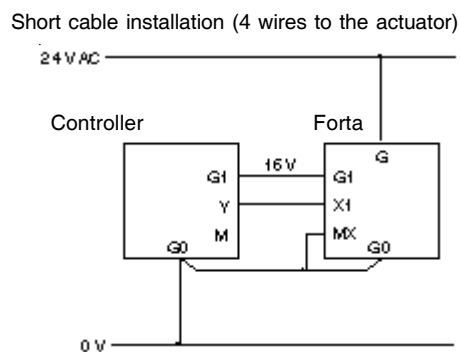 Short cable installation (4 wires to the actuator)
24 V AC
Controller
Forta
G
16 V
G1
G1
Y
X1
M
MX
G0
G0
0 V